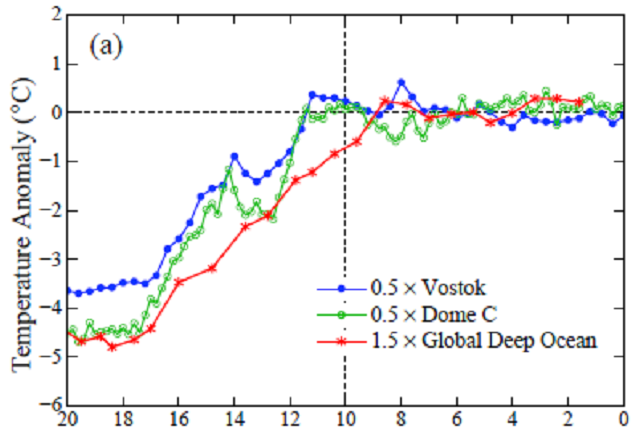 (a)
Temperature Anomaly (°C)
2
1
0
−1
−2
−3
−4
−5
−6
0.5 × Vostok
0.5 × Dome C
1.5 × Global Deep Ocean
20 18 16 14 12 10 8 6 4 2 0